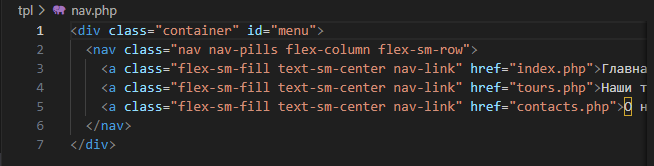 tpl > nav.php
1 <div class="container" id="menu">
2 <nav class="nav nav-pills flex-column flex-sm-row">
3 <a class="flex-sm-fill text-sm-center nav-link" href="index.php">Главна
4 <a class="flex-sm-fill text-sm-center nav-link" href="tours.php">Наши т
5 <a class="flex-sm-fill text-sm-center nav-link" href="contacts.php">О н
6 </nav>
7 </div>